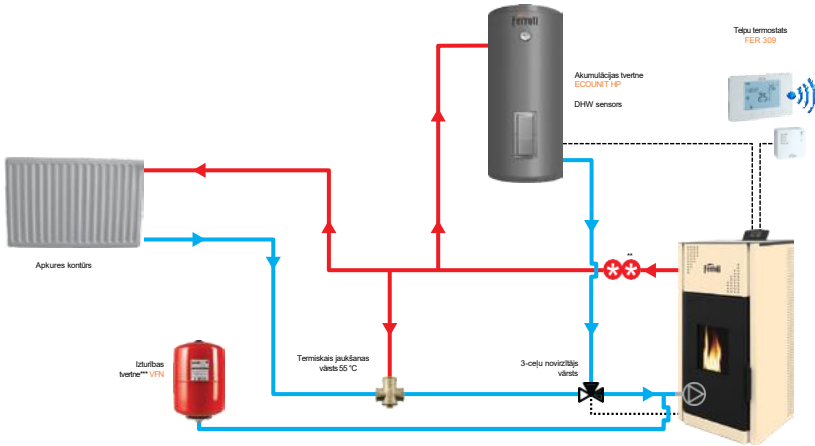 Ferroli
Telpu termostats
FER 309
Akumulācijas tvertne
ECOUNIT HP
DHW sensors
Apkures kontūrs
**
Ferroli
Izturības
tvertne*** VFN
Termiskais jaukšanas
vārsts 55 °C
3-ceļu novirzītājs
vārsts